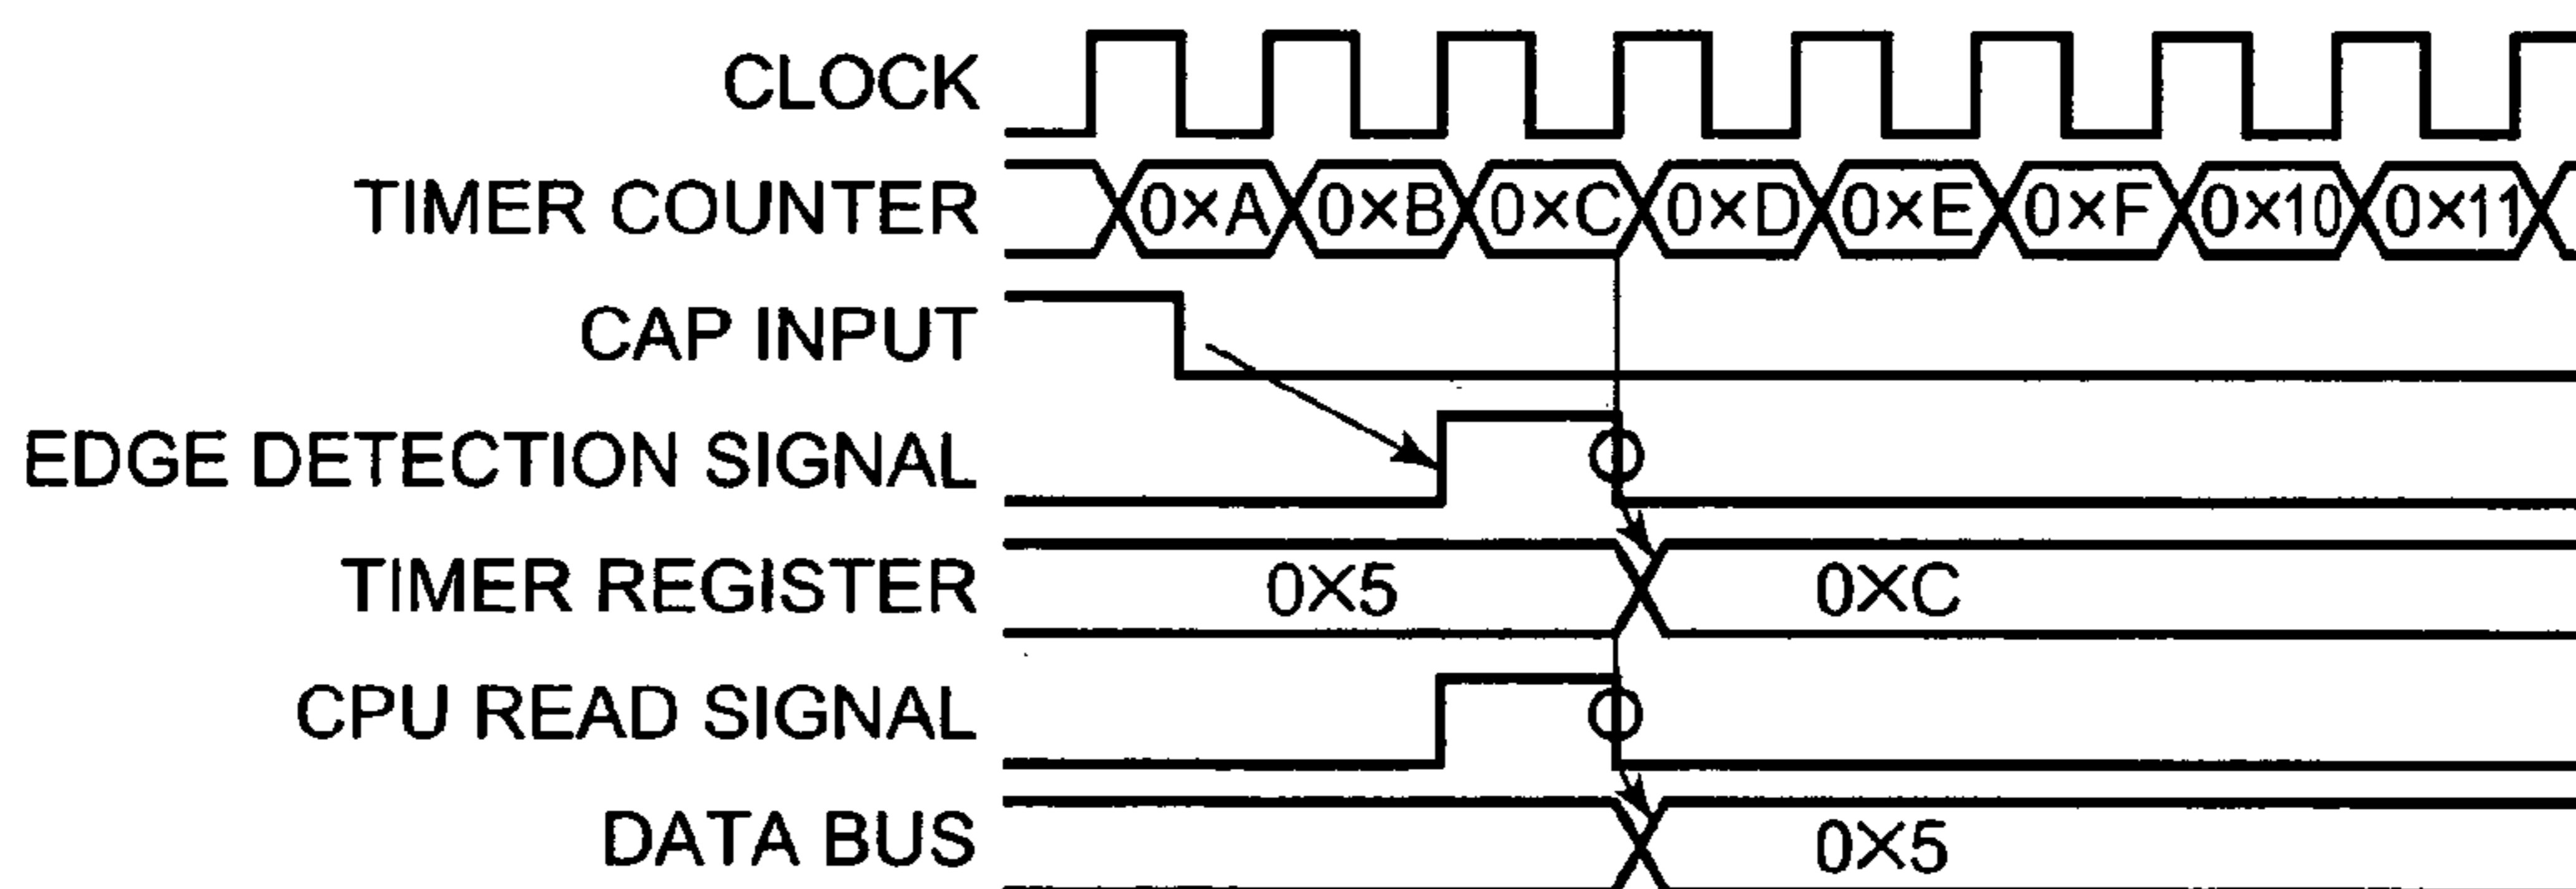 CLOCK
TIMER COUNTER 0×A 0×B 0×C 0×D 0×E 0×F 0×10 0×11
CAP INPUT
EDGE DETECTION SIGNAL
TIMER REGISTER 0×5 0×C
CPU READ SIGNAL
DATA BUS 0×5